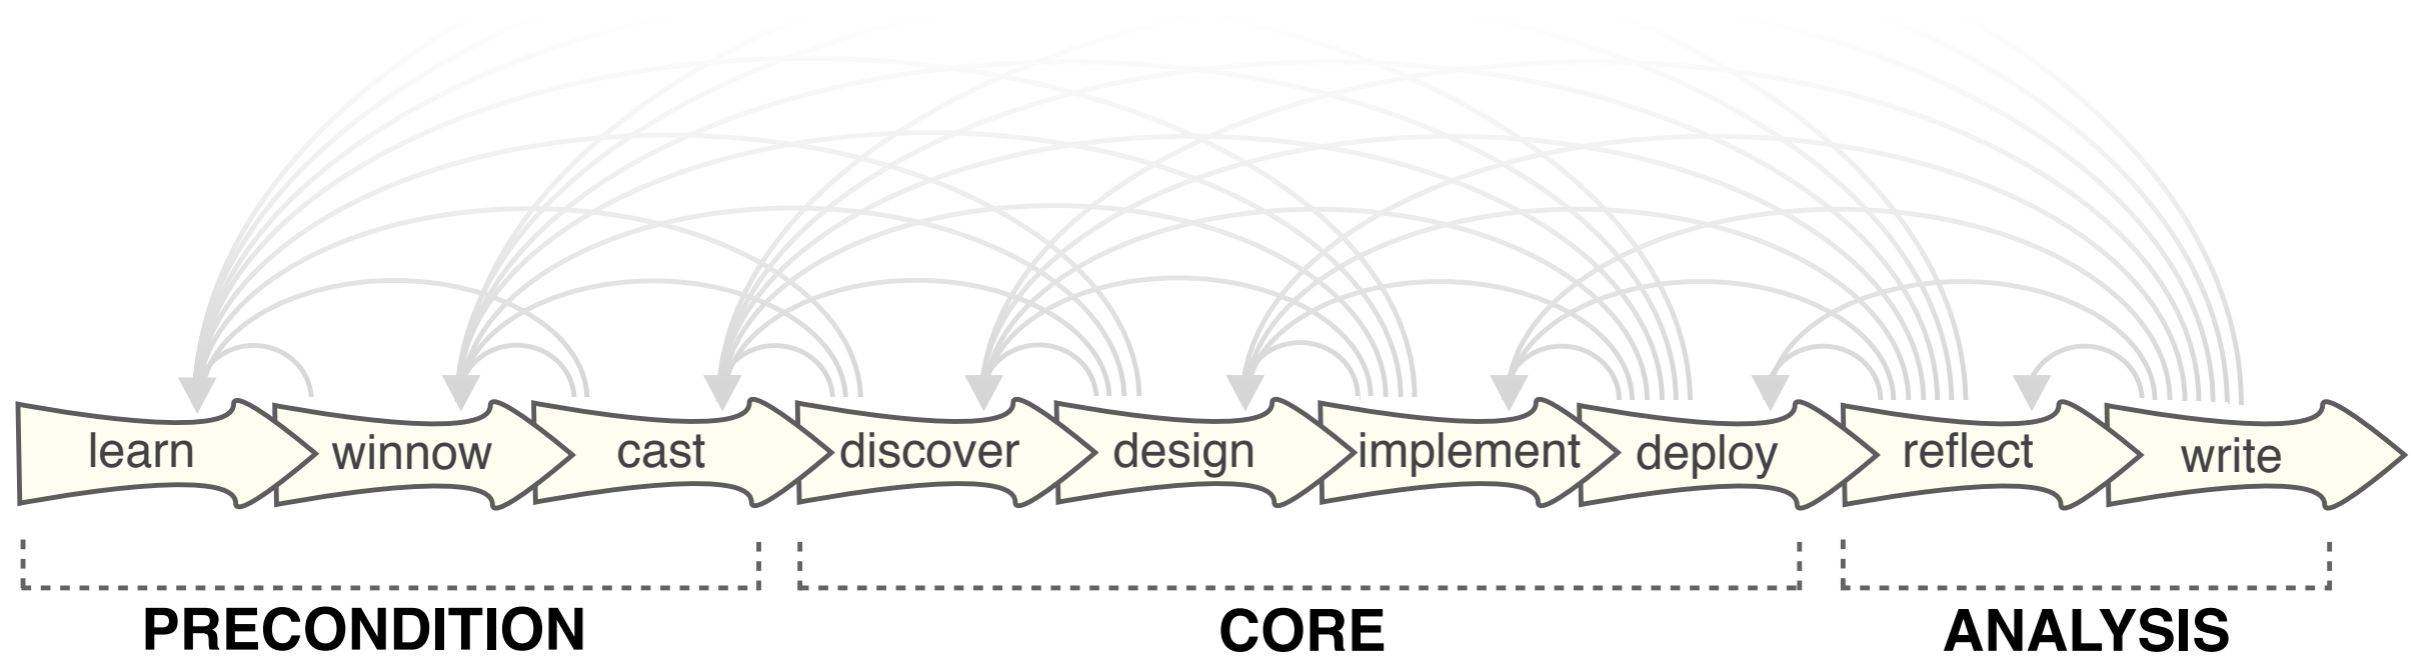 learn winnow cast discover design implement deploy reflect write
PRECONDITION CORE ANALYSIS